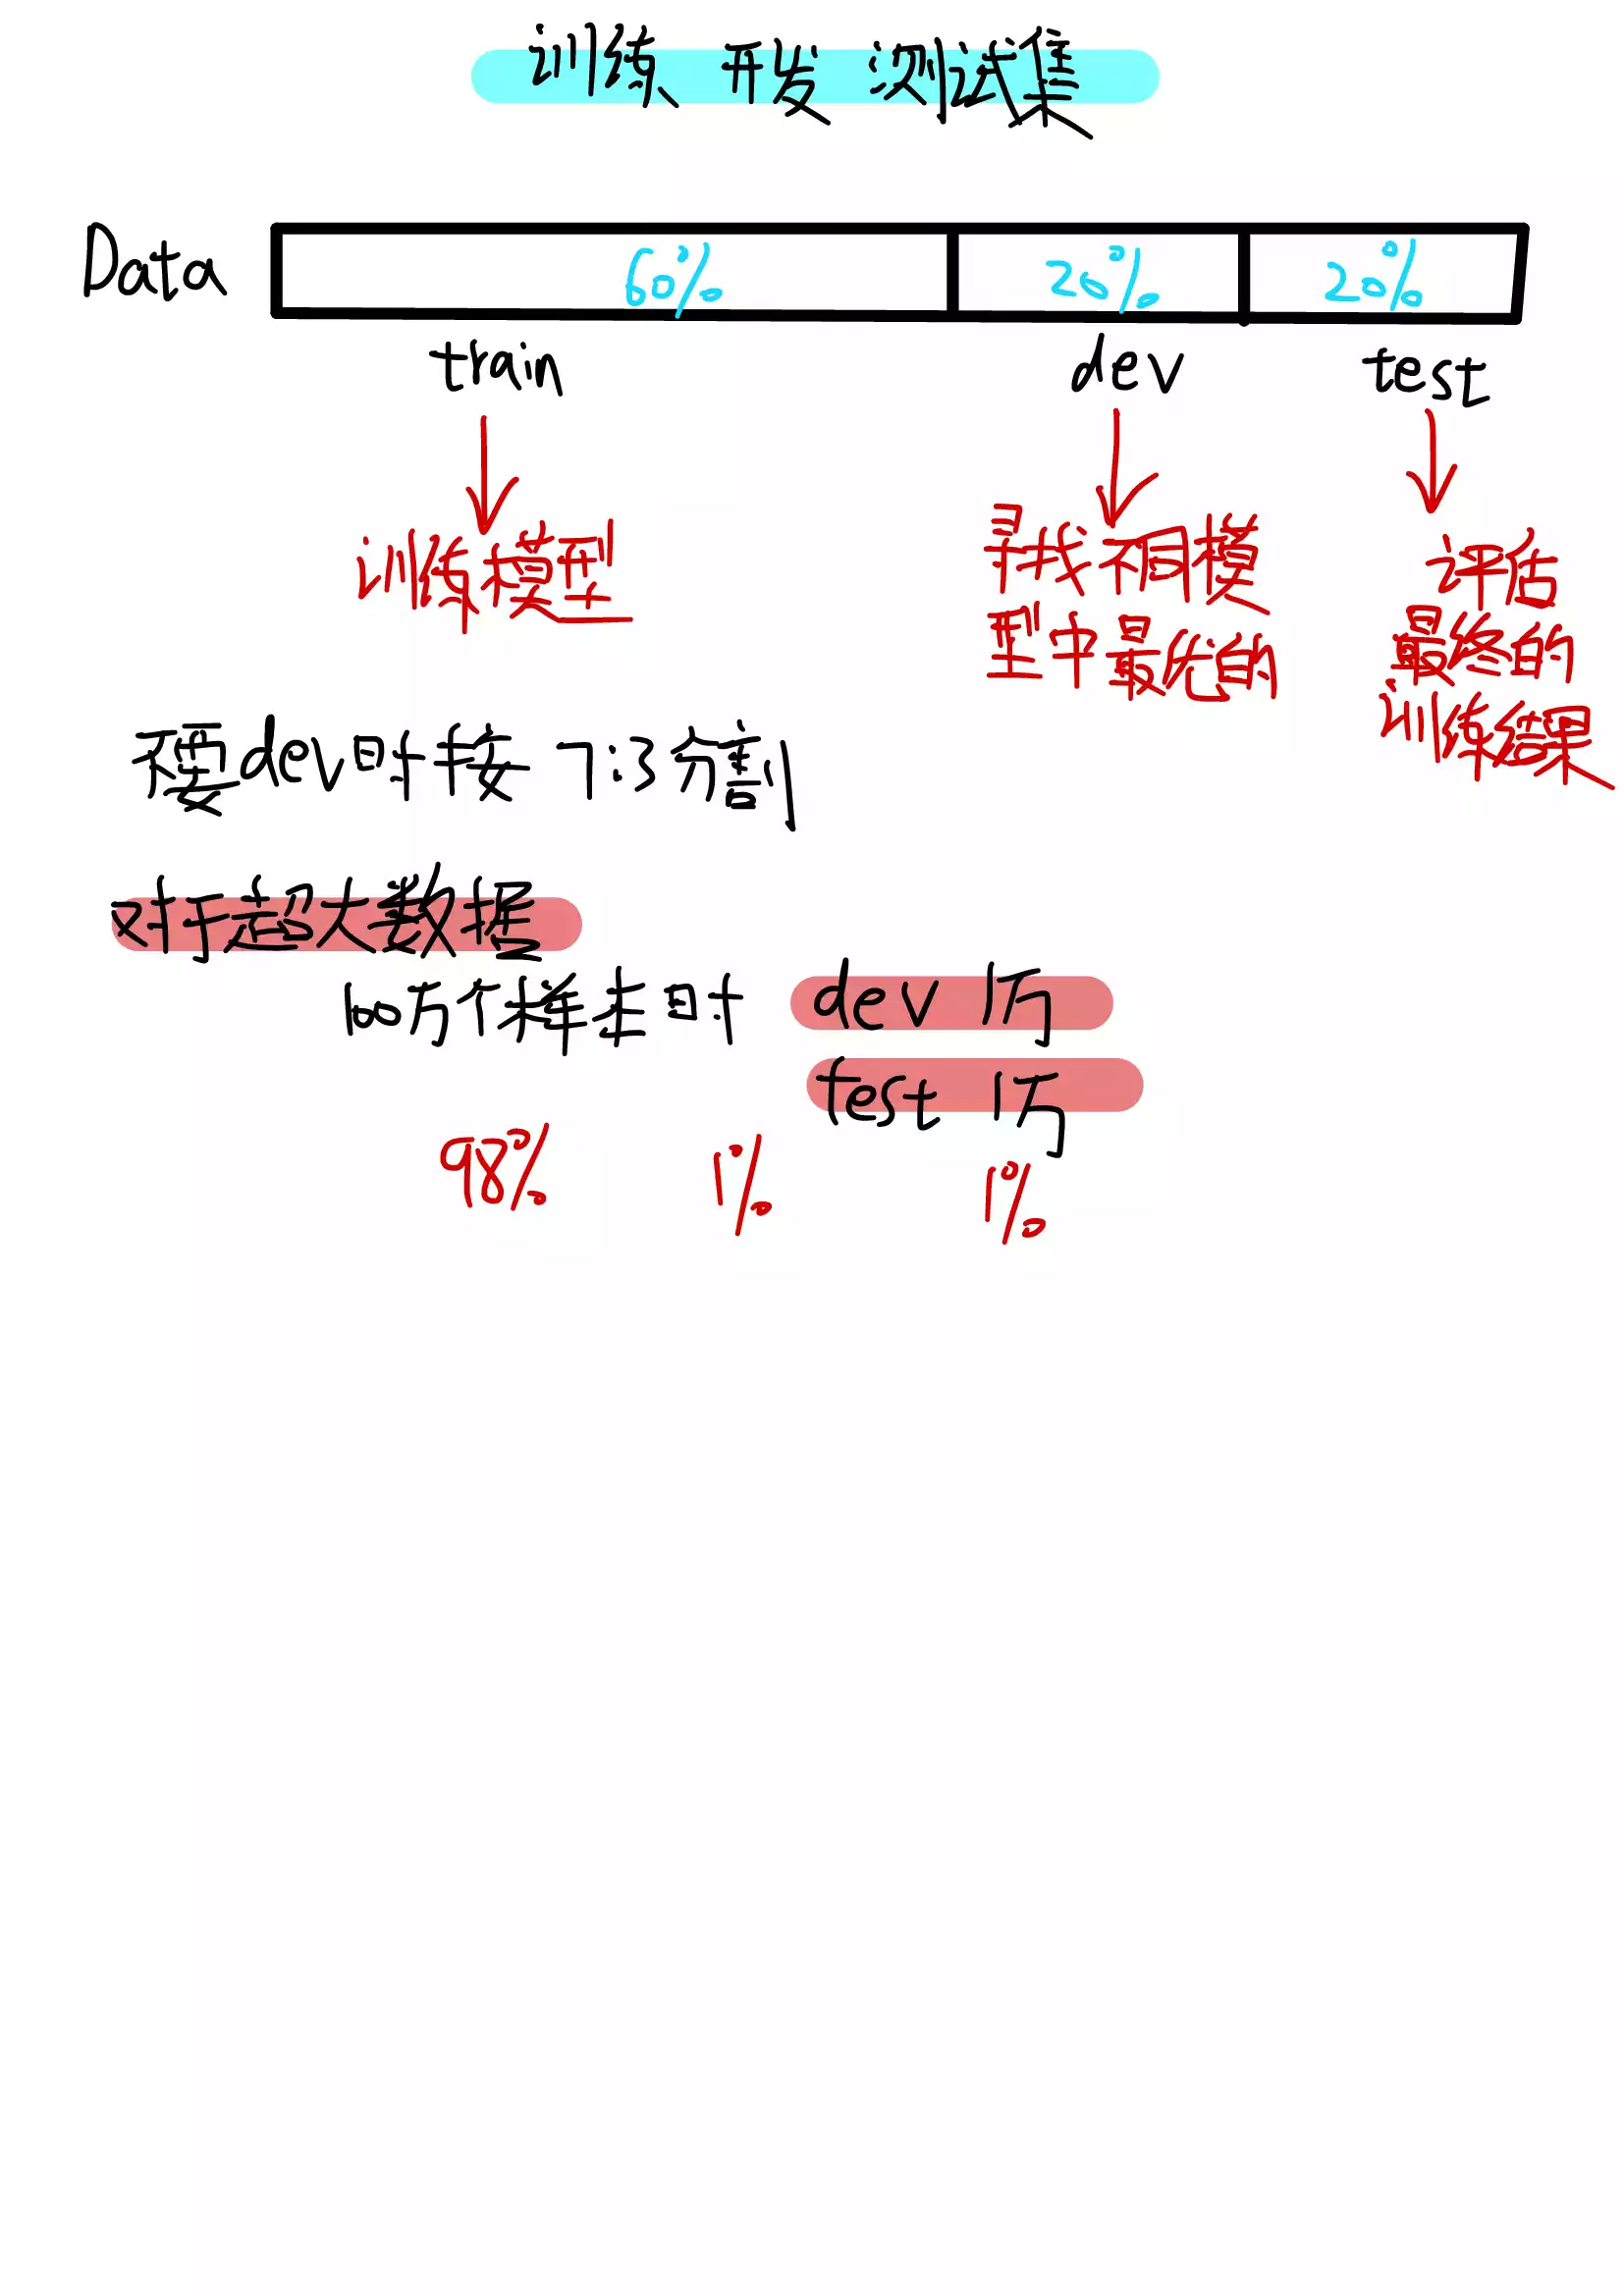 训练 开发 测试集
Data 60% 20% 20%
train dev test
训练模型
寻找不同模
型中最优的
评估
最终的
训练结果
不要dev时按 7:3分割
对于超大数据
100万个样本时 dev 1万
test 1万
98% 1% 1%